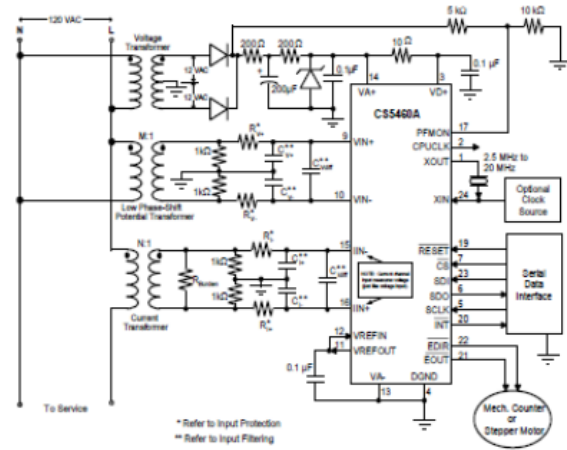 120 VAC
N
L
Voltage
Transformer
12 VAC
12 VAC
200Ω
200Ω
200µF
0.1µF
10 Ω
0.1 µF
5 kΩ
10 kΩ
14
VA+
3
VD+
CS5460A
PFMON
17
CPUCLK
2
XOUT
1
XIN
24
2.5 MHz to
20 MHz
Optional
Clock
Source
M:1
1kΩ
1kΩ
9
VIN+
10
VIN-
Low Phase-Shift
Potential Transformer
N:1
1kΩ
1kΩ
15
IIN-
16
IIN+
Current
Transformer
RESET
19
CS
7
SDI
23
SDO
6
SCLK
5
INT
20
Serial
Data
Interface
EDIR
22
EOUT
21
12
VREFIN
11
VREFOUT
0.1 µF
VA-
13
DGND
4
Mech. Counter
or
Stepper Motor
To Service
* Refer to Input Protection
** Refer to Input Filtering